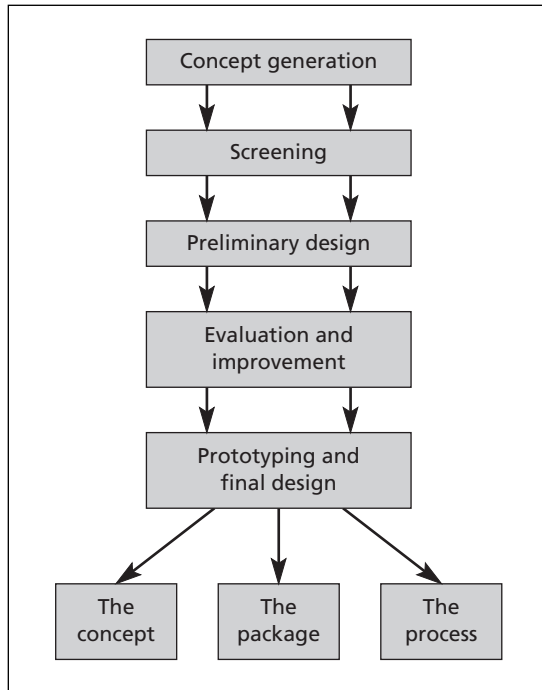 Concept generation
Screening
Preliminary design
Evaluation and
improvement
Prototyping and
final design
The
concept
The
package
The
process